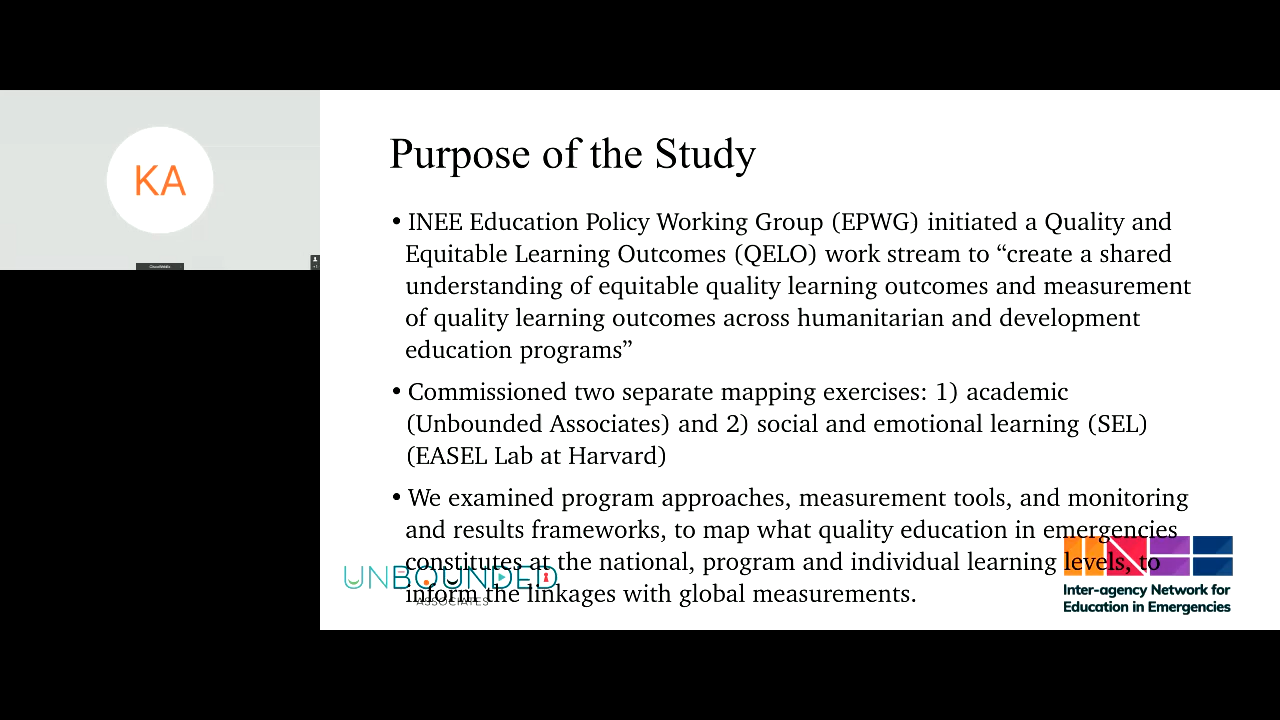 KA
Purpose of the Study
• INEE Education Policy Working Group (EPWG) initiated a Quality and
Equitable Learning Outcomes (QELO) work stream to “create a shared
understanding of equitable quality learning outcomes and measurement
of quality learning outcomes across humanitarian and development
education programs”
• Commissioned two separate mapping exercises: 1) academic
(Unbounded Associates) and 2) social and emotional learning (SEL)
(EASEL Lab at Harvard)
• We examined program approaches, measurement tools, and monitoring
and results frameworks, to map what quality education in emergencies
constitutes at the national, program and individual learning levels, to
inform the linkages with global measurements.
UNBOUNDED
ASSOCIATES
INEE
Inter-agency Network for
Education in Emergencies